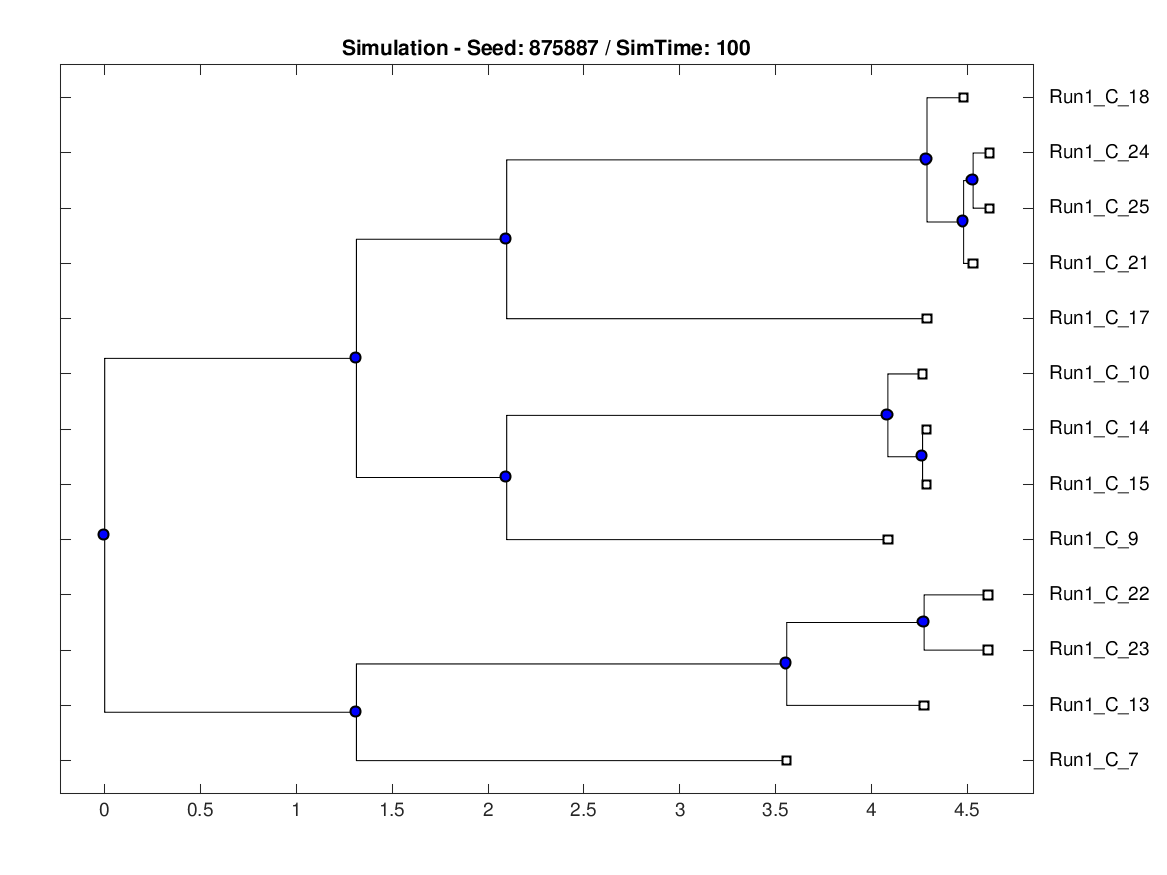 Simulation - Seed: 875887 / SimTime: 100
Run1_C_18
Run1_C_24
Run1_C_25
Run1_C_21
Run1_C_17
Run1_C_10
Run1_C_14
Run1_C_15
Run1_C_9
Run1_C_22
Run1_C_23
Run1_C_13
Run1_C_7
0 0.5 1 1.5 2 2.5 3 3.5 4 4.5